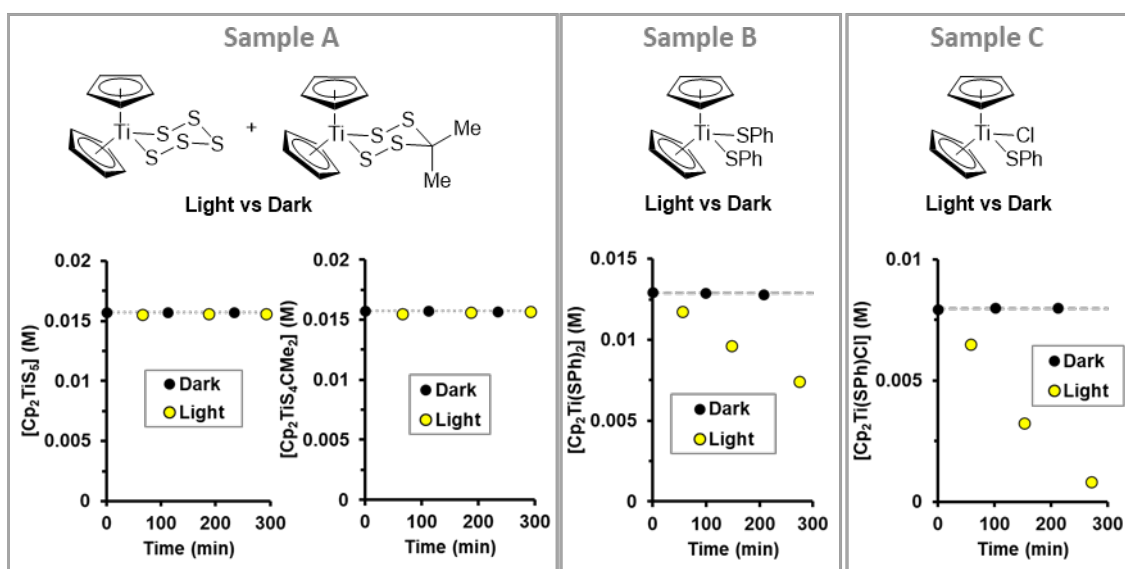 Sample A
Ti
S
S
S
S
S
+
Ti
S
S
S
S
Me
Me
Light vs Dark
[Cp2TiS5] (M)
0.02
0.015
0.01
0.005
0
Dark
Light
0 100 200 300
Time (min)
[Cp2TiS4CMe2] (M)
0.02
0.015
0.01
0.005
0
Dark
Light
0 100 200 300
Time (min)
Sample B
Ti
SPh
SPh
Light vs Dark
[Cp2Ti(SPh)2] (M)
0.015
0.01
0.005
0
Dark
Light
0 100 200 300
Time (min)
Sample C
Ti
Cl
SPh
Light vs Dark
[Cp2Ti(SPh)Cl] (M)
0.01
0.005
0
Dark
Light
0 100 200 300
Time (min)